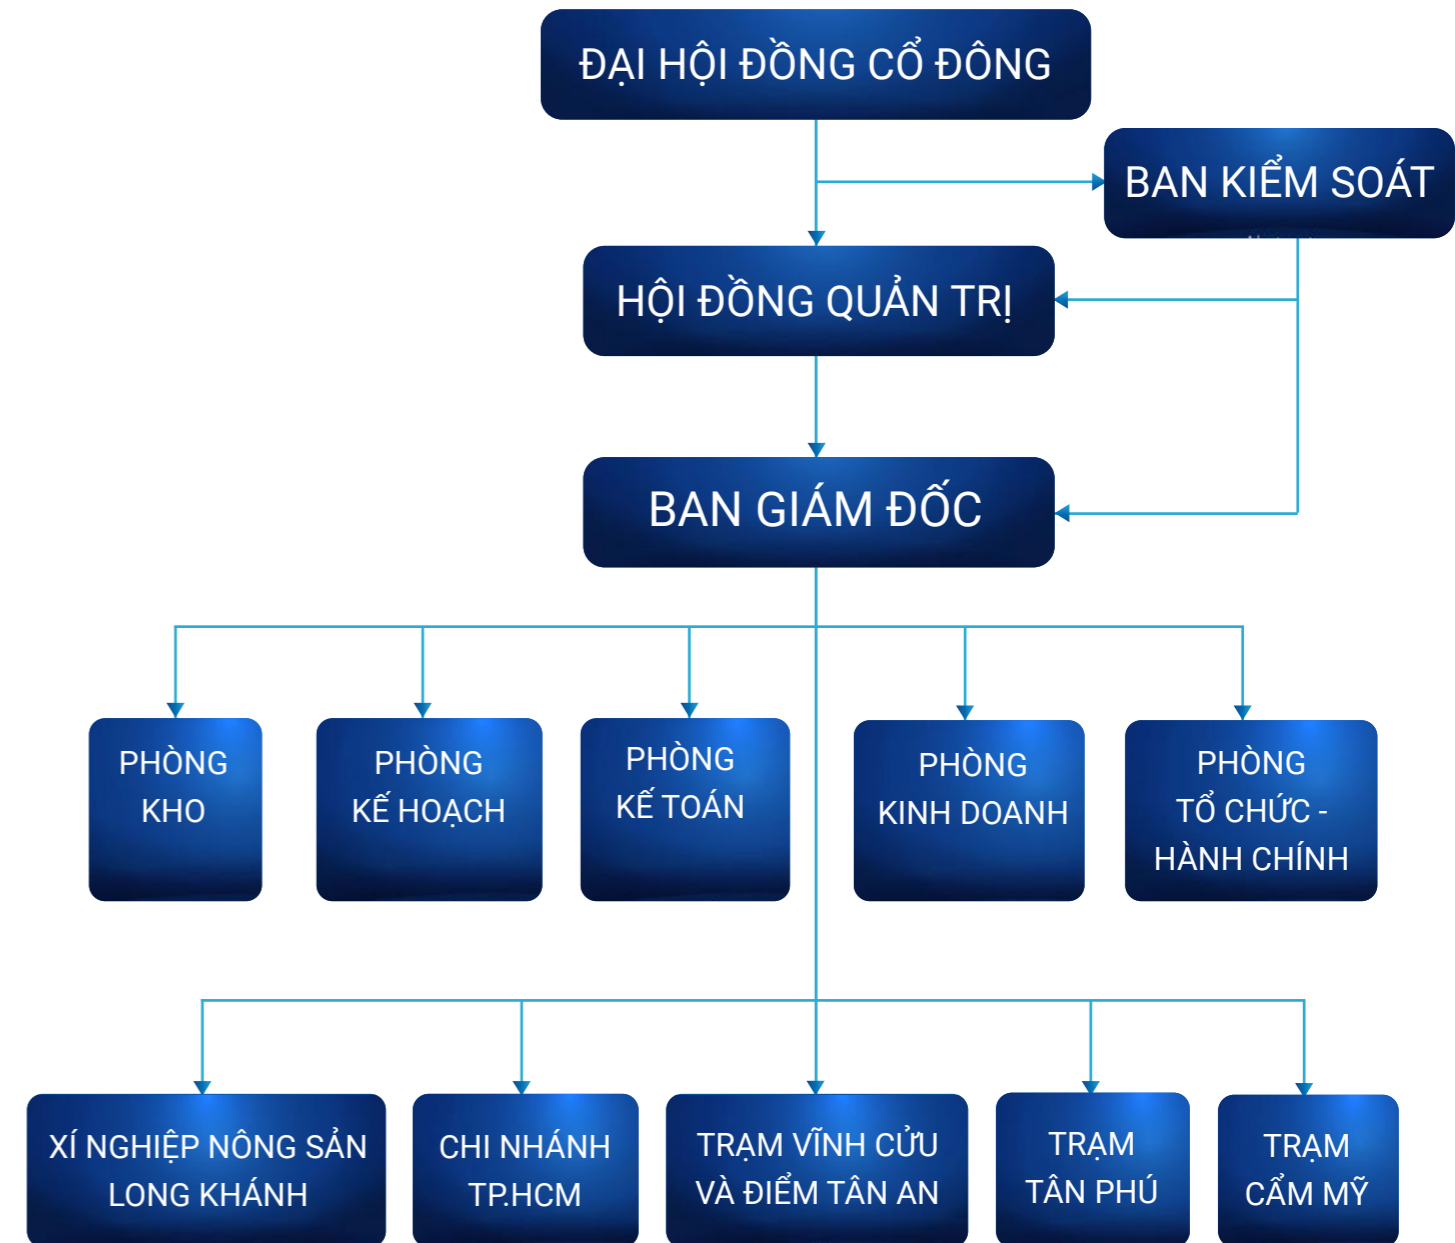 ĐẠI HỘI ĐỒNG CỔ ĐÔNG
BAN KIỂM SOÁT
HỘI ĐỒNG QUẢN TRỊ
BAN GIÁM ĐỐC
PHÒNG
KHO
PHÒNG
KẾ HOẠCH
PHÒNG
KẾ TOÁN
PHÒNG
KINH DOANH
PHÒNG
TỔ CHỨC -
HÀNH CHÍNH
XÍ NGHIỆP NÔNG SẢN
LONG KHÁNH
CHI NHÁNH
TP.HCM
TRẠM VĨNH CỬU
VÀ ĐIỂM TÂN AN
TRẠM
TÂN PHÚ
TRẠM
CẨM MỸ